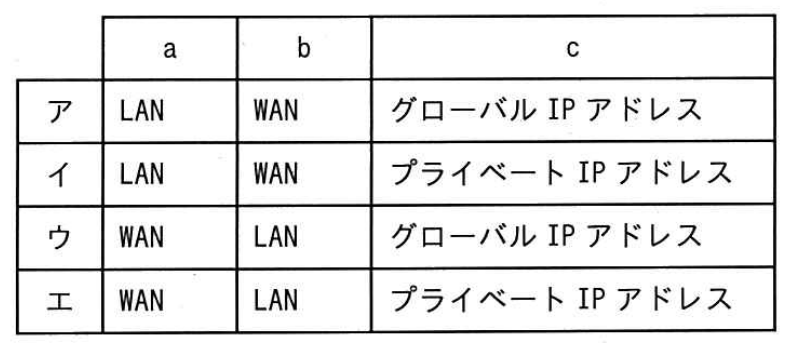 a b c
ア LAN WAN グローバル IP アドレス
イ LAN WAN プライベート IP アドレス
ウ WAN LAN グローバル IP アドレス
エ WAN LAN プライベート IP アドレス